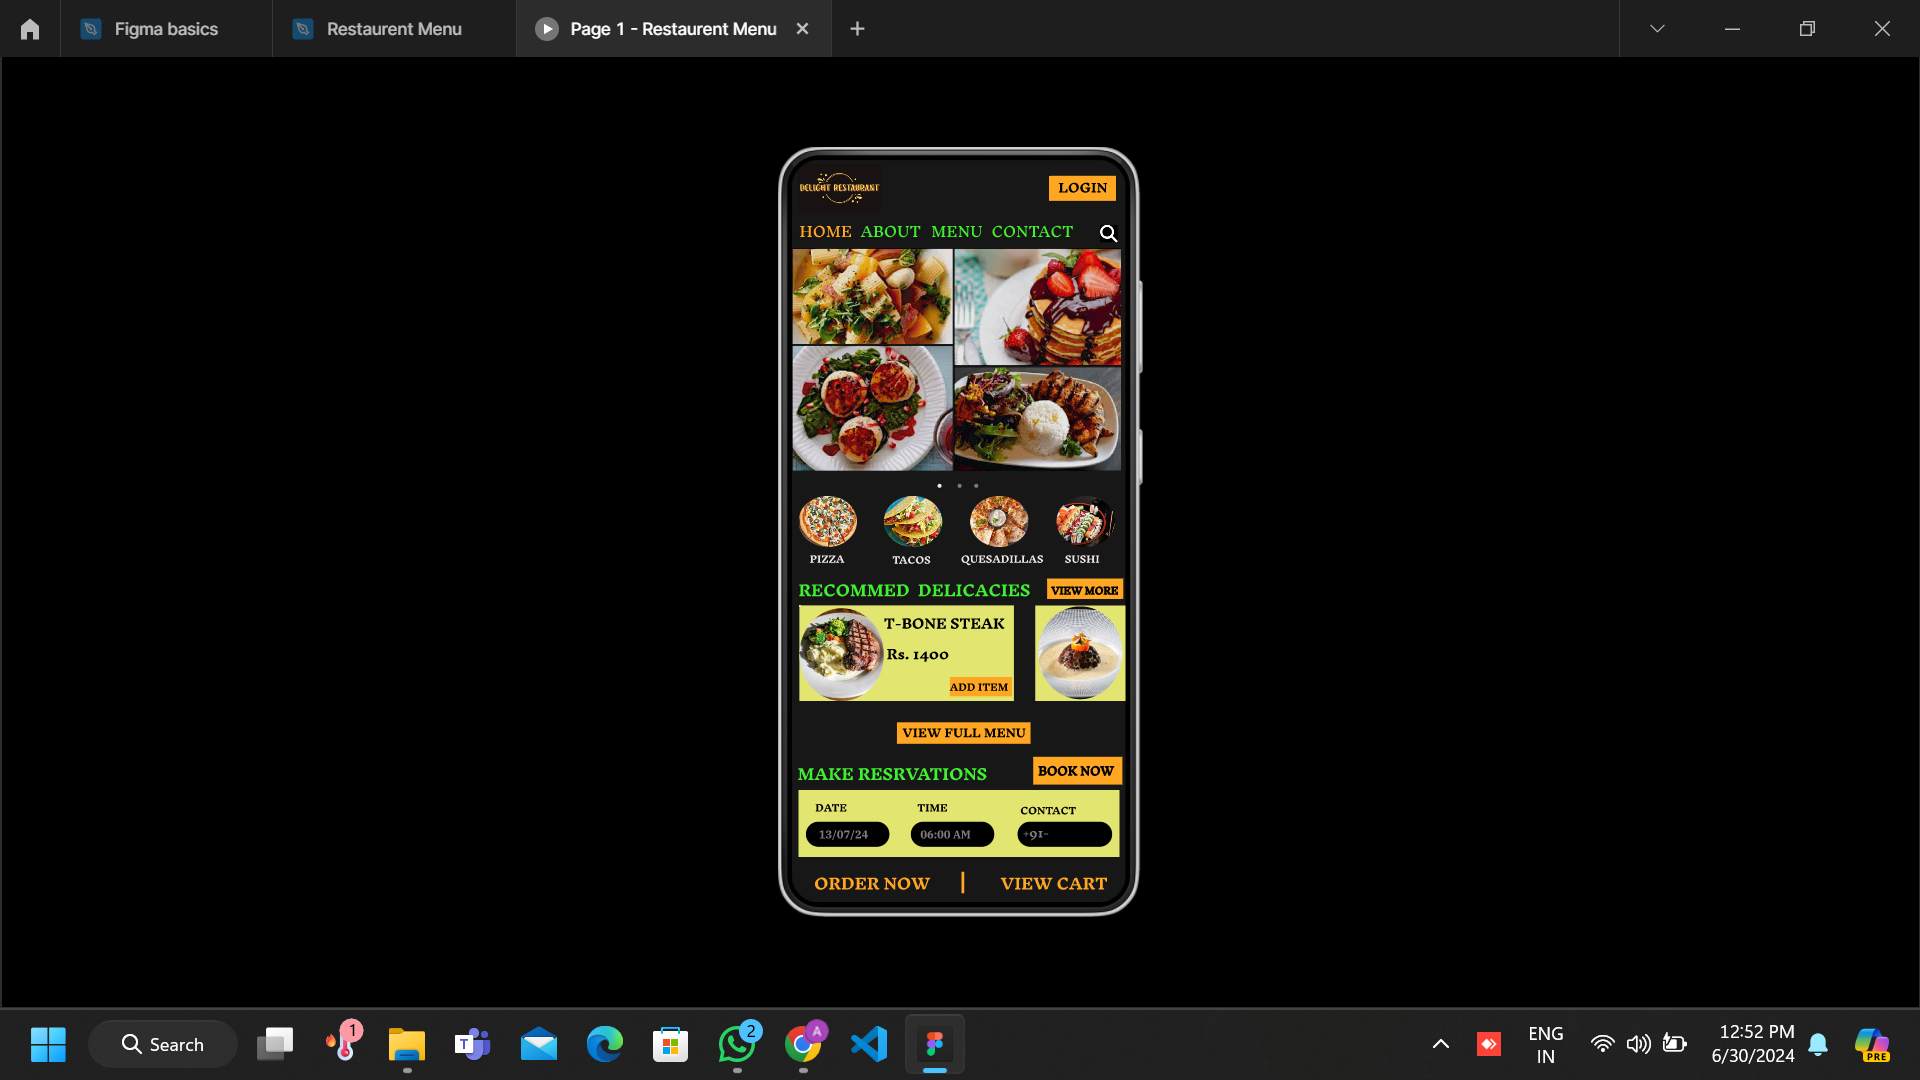 Figma basics
Restaurent Menu
Page 1 - Restaurent Menu
DELIGHT RESTAURANT
LOGIN
HOME ABOUT MENU CONTACT
PIZZA TACOS QUESADILLAS SUSHI
RECOMMED DELICACIES VIEW MORE
T-BONE STEAK
Rs. 1400
ADD ITEM
VIEW FULL MENU
MAKE RESRVATIONS BOOK NOW
DATE TIME CONTACT
13/07/24 06:00 AM +91-
ORDER NOW | VIEW CART
Search
1
T
2
A
ENG
IN
12:52 PM
6/30/2024
PRE